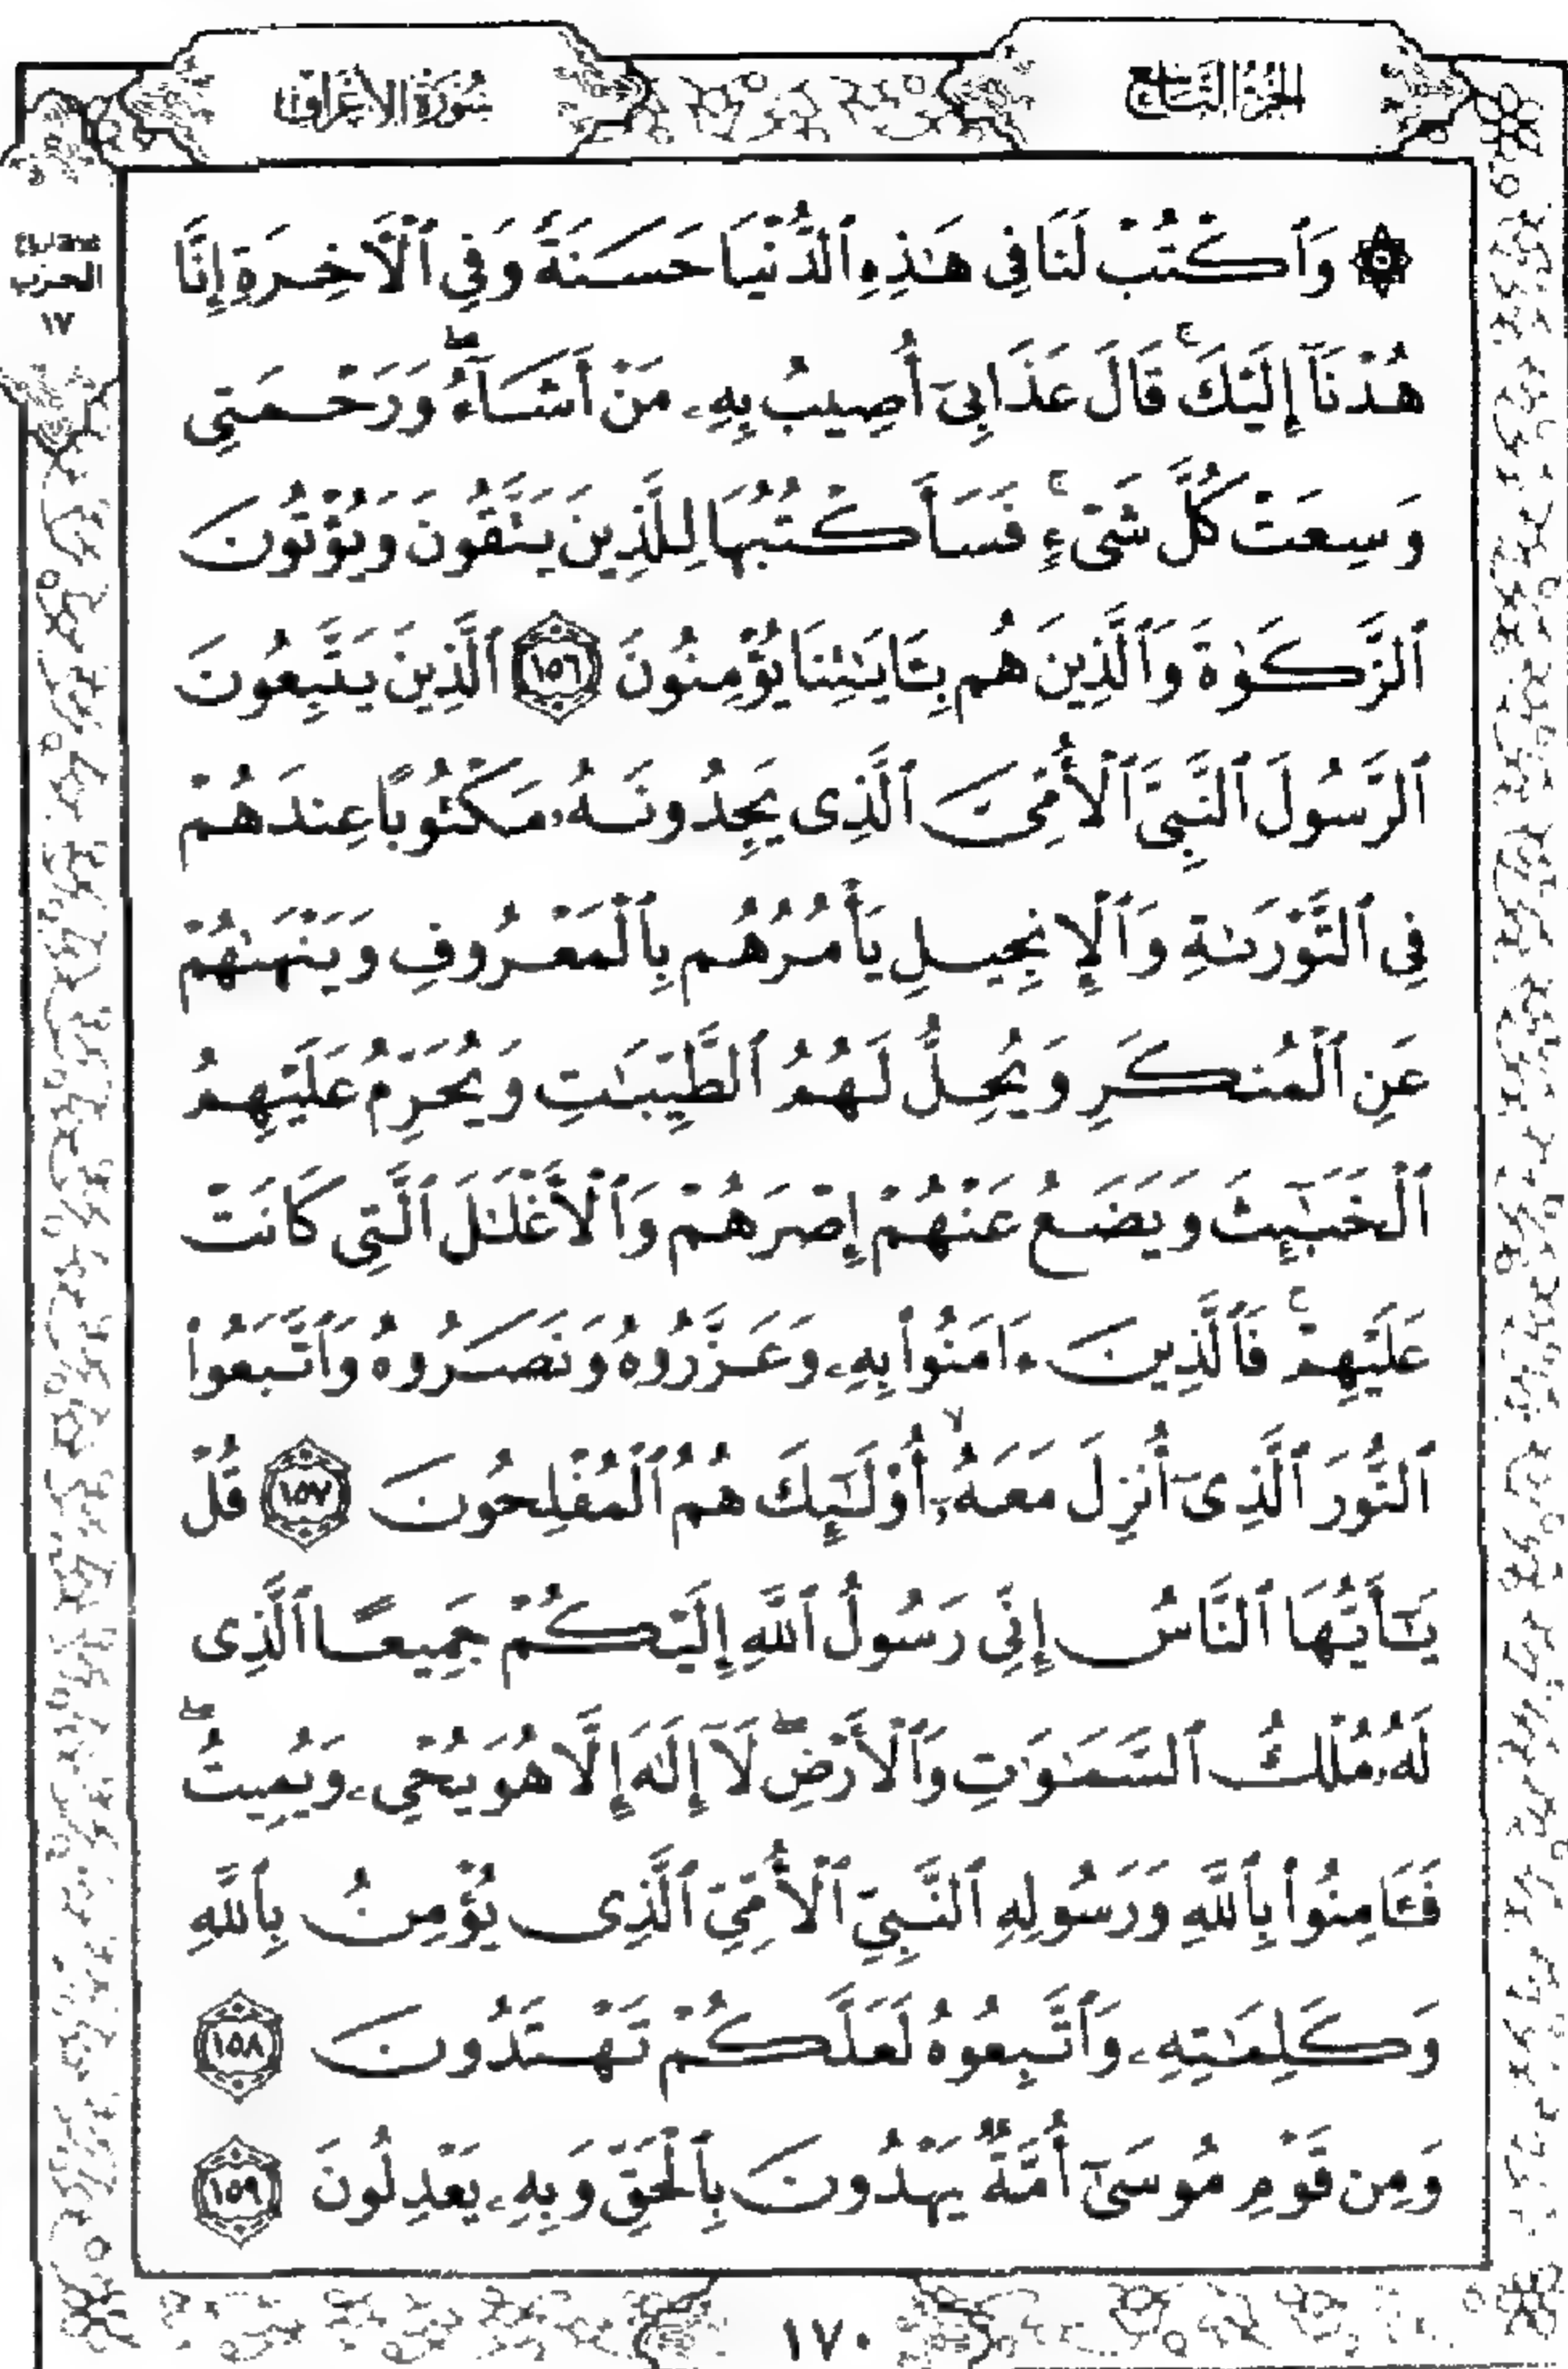 الجزء التاسع
سورة الأعراف
ثلاثة أرباع
الحزب
١٧
۞ وَٱكْتُبْ لَنَا فِى هَـٰذِهِ ٱلدُّنْيَا حَسَنَةً وَفِى ٱلْـَٔاخِرَةِ إِنَّا
هُدْنَآ إِلَيْكَ ۚ قَالَ عَذَابِىٓ أُصِيبُ بِهِۦ مَنْ أَشَآءُ ۖ وَرَحْمَتِى
وَسِعَتْ كُلَّ شَىْءٍ ۚ فَسَأَكْتُبُهَا لِلَّذِينَ يَتَّقُونَ وَيُؤْتُونَ
ٱلزَّكَوٰةَ وَٱلَّذِينَ هُم بِـَٔايَـٰتِنَا يُؤْمِنُونَ ١٥٦ ٱلَّذِينَ يَتَّبِعُونَ
ٱلرَّسُولَ ٱلنَّبِىَّ ٱلْأُمِّىَّ ٱلَّذِى يَجِدُونَهُۥ مَكْتُوبًا عِندَهُمْ
فِى ٱلتَّوْرَىٰةِ وَٱلْإِنجِيلِ يَأْمُرُهُم بِٱلْمَعْرُوفِ وَيَنْهَىٰهُمْ
عَنِ ٱلْمُنكَرِ وَيُحِلُّ لَهُمُ ٱلطَّيِّبَـٰتِ وَيُحَرِّمُ عَلَيْهِمُ
ٱلْخَبَـٰٓئِثَ وَيَضَعُ عَنْهُمْ إِصْرَهُمْ وَٱلْأَغْلَـٰلَ ٱلَّتِى كَانَتْ
عَلَيْهِمْ ۚ فَٱلَّذِينَ ءَامَنُوا۟ بِهِۦ وَعَزَّرُوهُ وَنَصَرُوهُ وَٱتَّبَعُوا۟
ٱلنُّورَ ٱلَّذِىٓ أُنزِلَ مَعَهُۥٓ ۙ أُو۟لَـٰٓئِكَ هُمُ ٱلْمُفْلِحُونَ ١٥٧ قُلْ
يَـٰٓأَيُّهَا ٱلنَّاسُ إِنِّى رَسُولُ ٱللَّهِ إِلَيْكُمْ جَمِيعًا ٱلَّذِى
لَهُۥ مُلْكُ ٱلسَّمَـٰوَٰتِ وَٱلْأَرْضِ ۖ لَآ إِلَـٰهَ إِلَّا هُوَ يُحْىِۦ وَيُمِيتُ ۖ
فَـَٔامِنُوا۟ بِٱللَّهِ وَرَسُولِهِ ٱلنَّبِىِّ ٱلْأُمِّىِّ ٱلَّذِى يُؤْمِنُ بِٱللَّهِ
وَكَلِمَـٰتِهِۦ وَٱتَّبِعُوهُ لَعَلَّكُمْ تَهْتَدُونَ ١٥٨
وَمِن قَوْمِ مُوسَىٰٓ أُمَّةٌ يَهْدُونَ بِٱلْحَقِّ وَبِهِۦ يَعْدِلُونَ ١٥٩
١٧٠